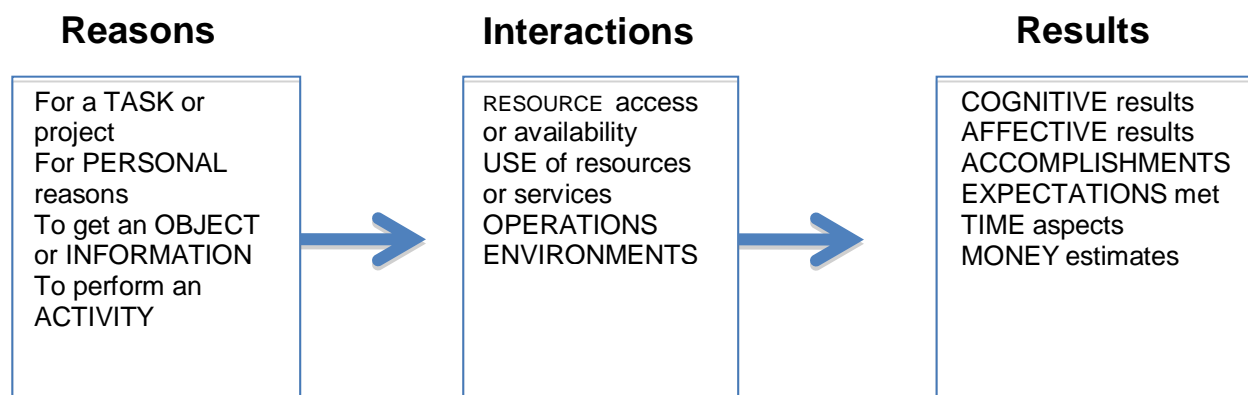 Reasons
For a TASK or
project
For PERSONAL
reasons
To get an OBJECT
or INFORMATION
To perform an
ACTIVITY
Interactions
RESOURCE access
or availability
USE of resources
or services
OPERATIONS
ENVIRONMENTS
Results
COGNITIVE results
AFFECTIVE results
ACCOMPLISHMENTS
EXPECTATIONS met
TIME aspects
MONEY estimates